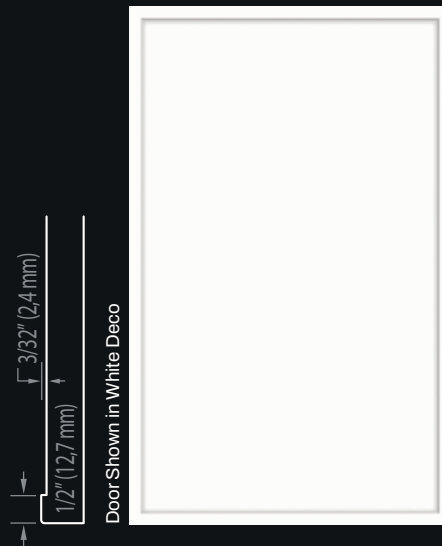 3/32" (2,4 mm)
1/2" (12,7 mm)
Door Shown in White Deco